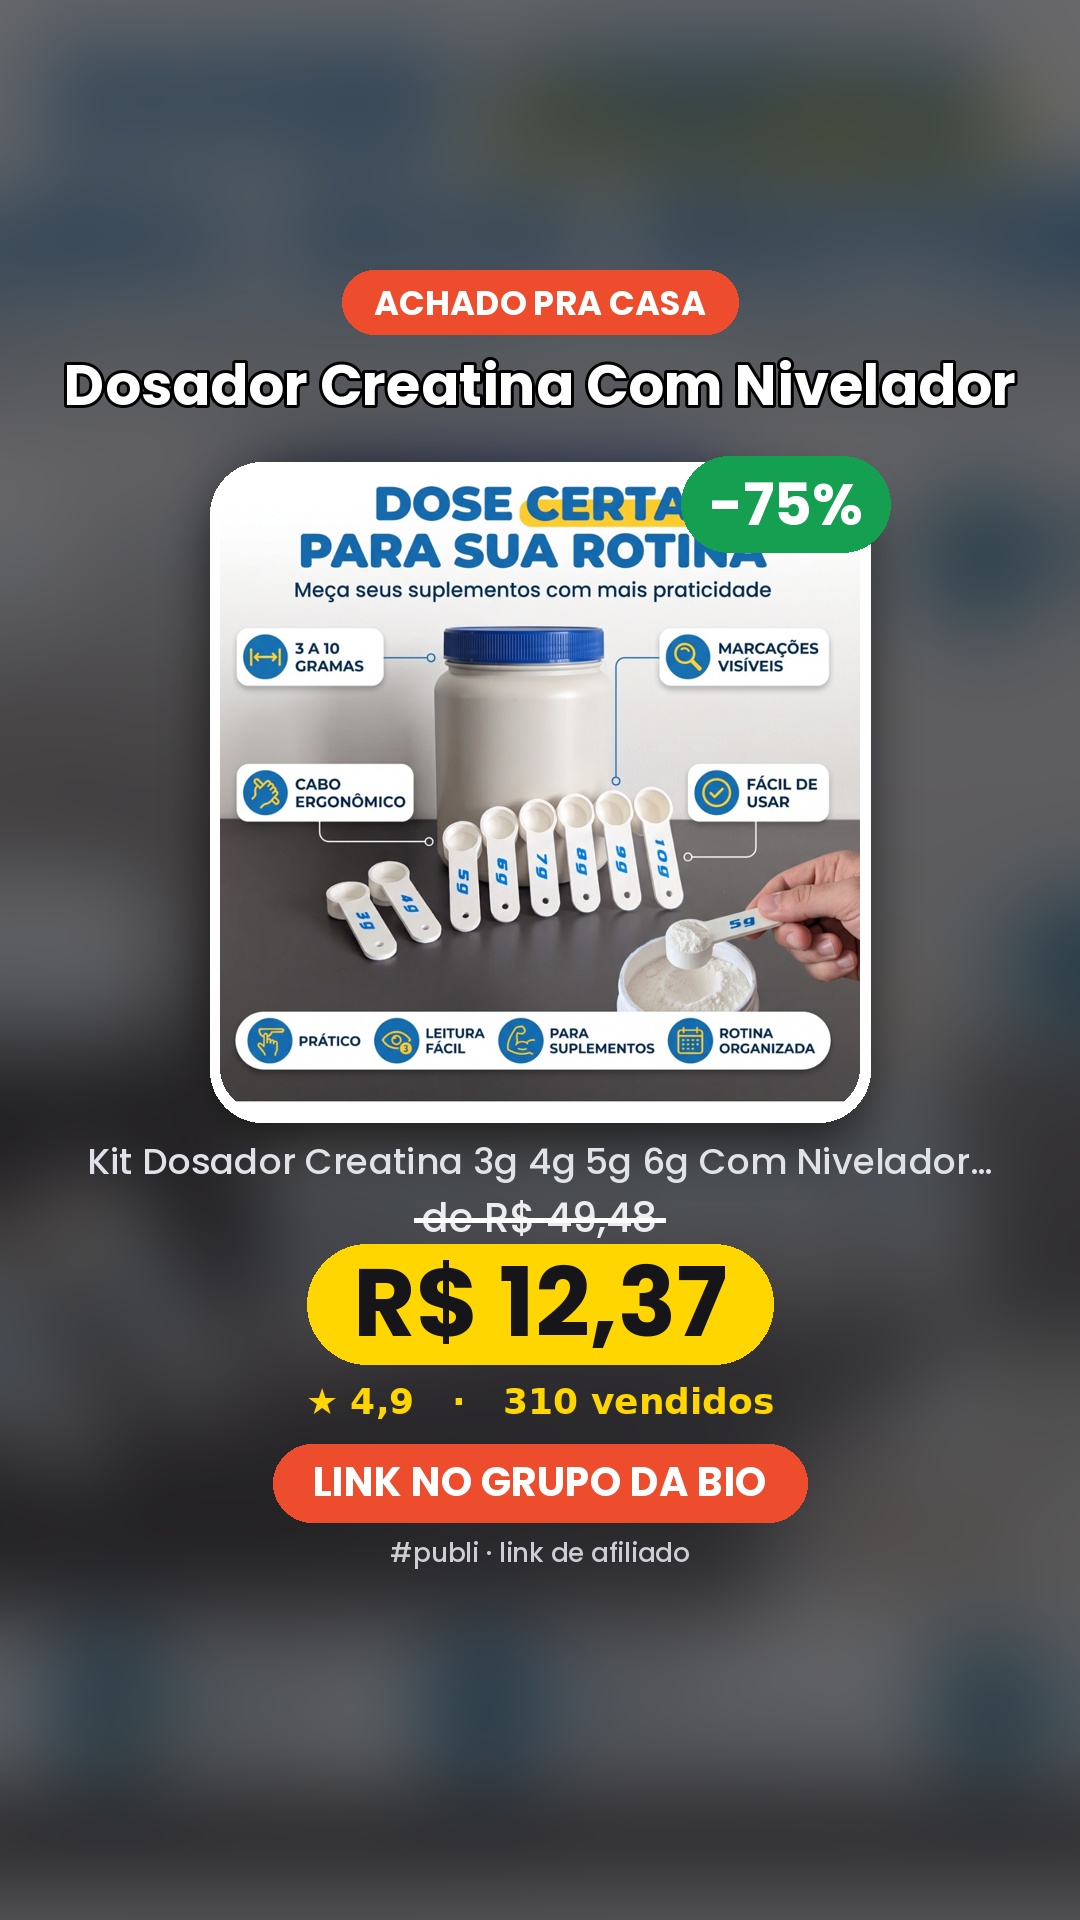 ACHADO PRA CASA
Dosador Creatina Com Nivelador
-75%
DOSE CERTA
PARA SUA ROTINA
Meça seus suplementos com mais praticidade
3 A 10
GRAMAS
MARCAÇÕES
VISÍVEIS
CABO
ERGONÔMICO
FÁCIL DE
USAR
3g
4g
5g
6g
7g
8g
9g
10g
5g
PRÁTICO
3
LEITURA
FÁCIL
PARA
SUPLEMENTOS
ROTINA
ORGANIZADA
Kit Dosador Creatina 3g 4g 5g 6g Com Nivelador...
de R$ 49,48
R$ 12,37
★ 4,9 · 310 vendidos
LINK NO GRUPO DA BIO
#publi · link de afiliado